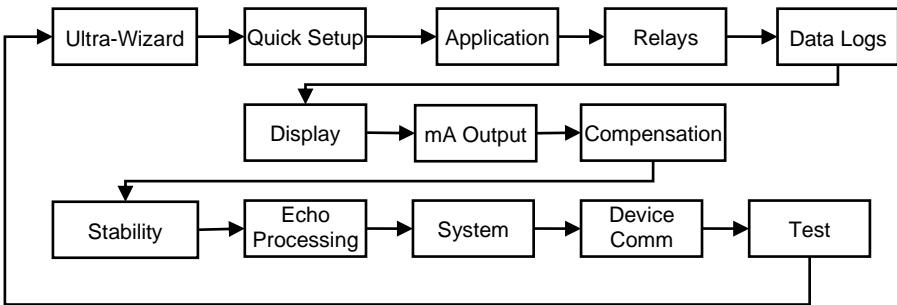 Ultra-Wizard
Quick Setup
Application
Relays
Data Logs
Display
mA Output
Compensation
Stability
Echo
Processing
System
Device
Comm
Test